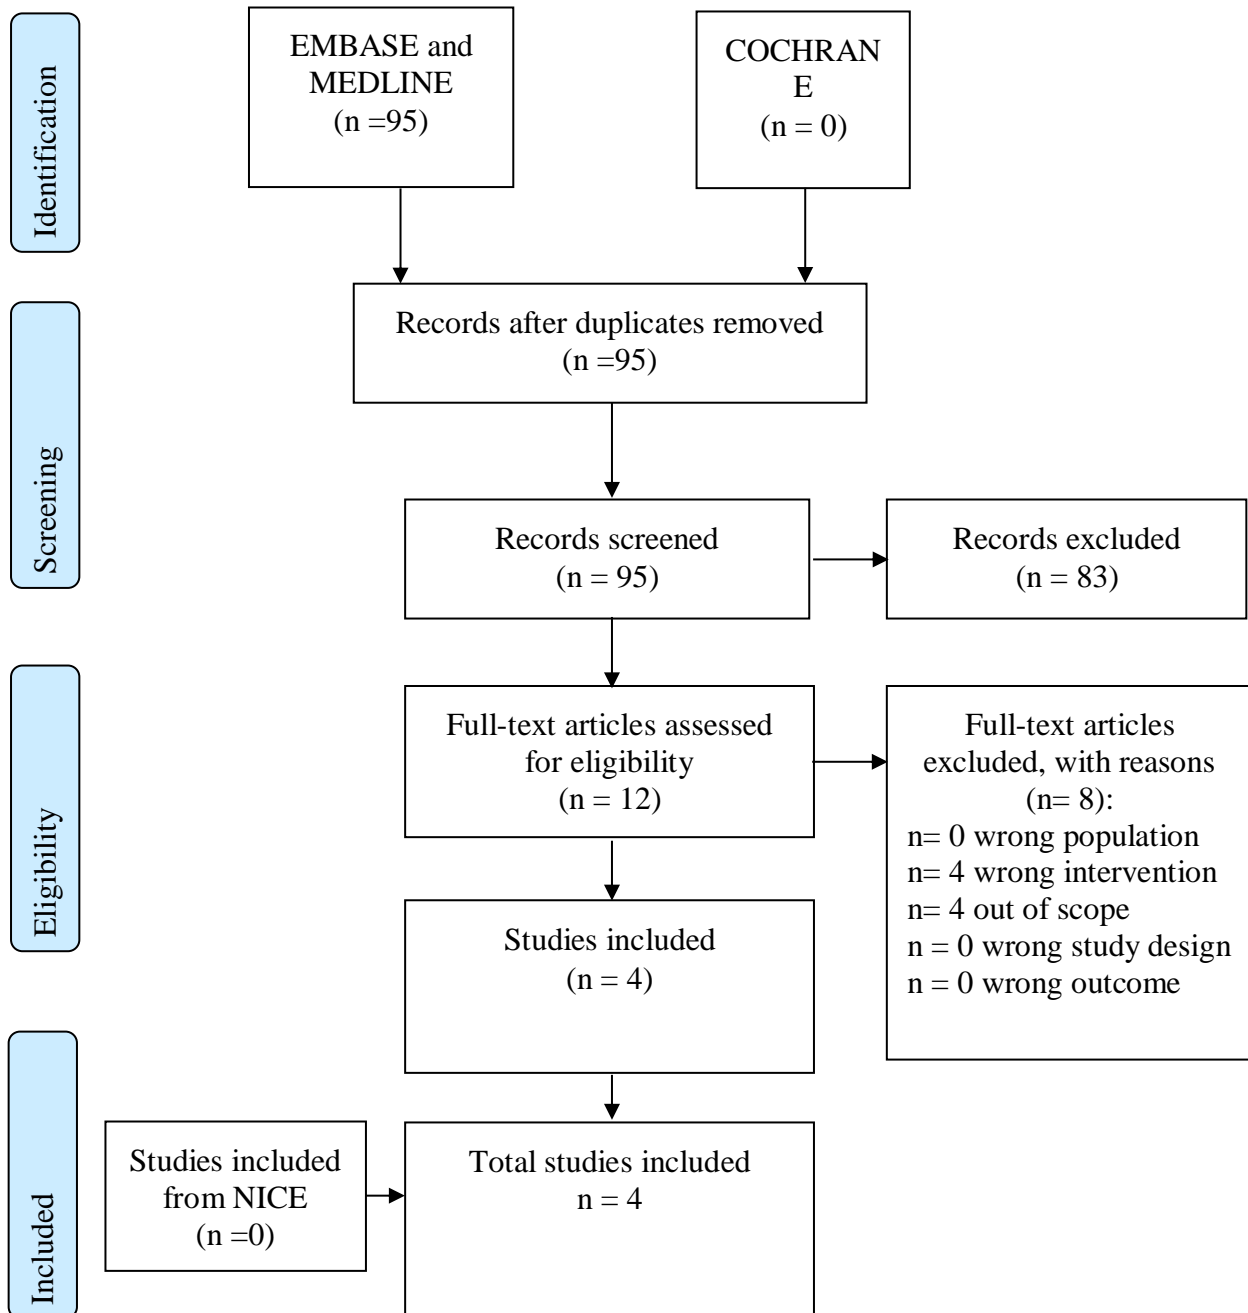 Identification
EMBASE and
MEDLINE
(n =95)
COCHRAN
E
(n = 0)
Records after duplicates removed
(n =95)
Screening
Records screened
(n = 95)
Records excluded
(n = 83)
Eligibility
Full-text articles assessed
for eligibility
(n = 12)
Full-text articles
excluded, with reasons
(n= 8):
n= 0 wrong population
n= 4 wrong intervention
n= 4 out of scope
n = 0 wrong study design
n = 0 wrong outcome
Studies included
(n = 4)
Included
Studies included
from NICE
(n =0)
Total studies included
n = 4